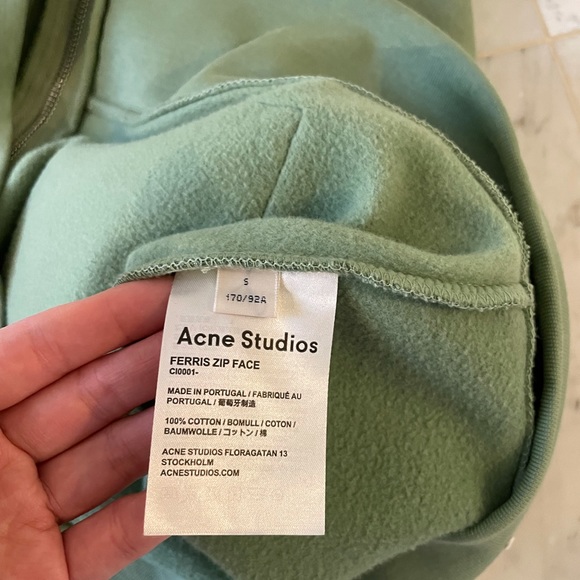 S
170/92A
Acne Studios
FERRIS ZIP FACE
CI0001-
MADE IN PORTUGAL / FABRIQUÉ AU
PORTUGAL / 葡萄牙制造
100% COTTON / BOMULL / COTON /
BAUMWOLLE / コットン / 棉
ACNE STUDIOS FLORAGATAN 13
STOCKHOLM
ACNESTUDIOS.COM